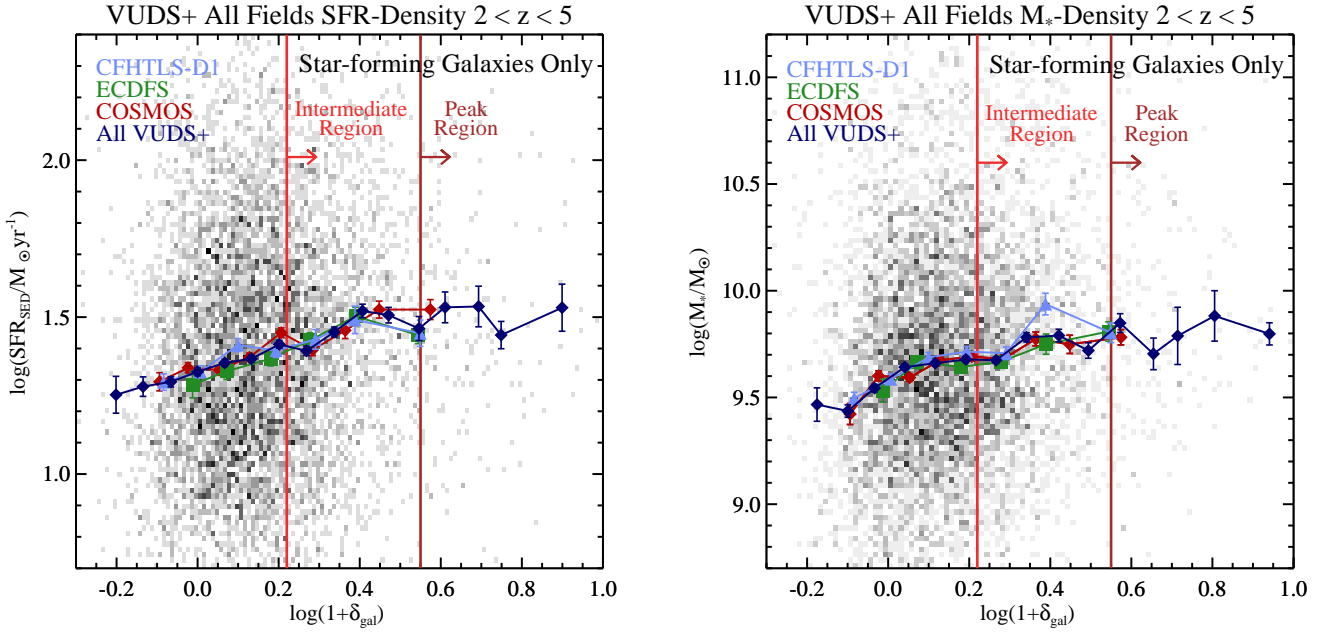 VUDS+ All Fields SFR-Density 2 < z < 5
CFHTLS-D1
ECDFS
COSMOS
All VUDS+
Star-forming Galaxies Only
Intermediate
Region
Peak
Region
log(SFR_SED/M_⊙yr^-1)
2.0
1.5
1.0
-0.2 0.0 0.2 0.4 0.6 0.8 1.0
log(1+δ_gal)
VUDS+ All Fields M_*-Density 2 < z < 5
CFHTLS-D1
ECDFS
COSMOS
All VUDS+
Star-forming Galaxies Only
Intermediate
Region
Peak
Region
log(M_*/M_⊙)
11.0
10.5
10.0
9.5
9.0
-0.2 0.0 0.2 0.4 0.6 0.8 1.0
log(1+δ_gal)